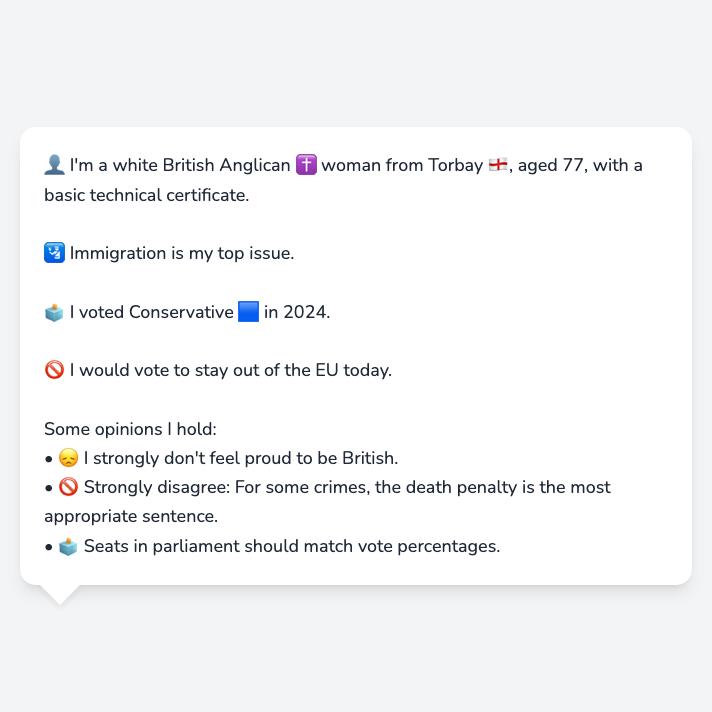 👤 I'm a white British Anglican ✝️ woman from Torbay 🏴󠁧󠁢󠁥󠁮󠁧󠁿, aged 77, with a
basic technical certificate.
🛂 Immigration is my top issue.
🗳️ I voted Conservative 🟦 in 2024.
🚫 I would vote to stay out of the EU today.
Some opinions I hold:
• 😞 I strongly don't feel proud to be British.
• 🚫 Strongly disagree: For some crimes, the death penalty is the most
appropriate sentence.
• 🗳️ Seats in parliament should match vote percentages.